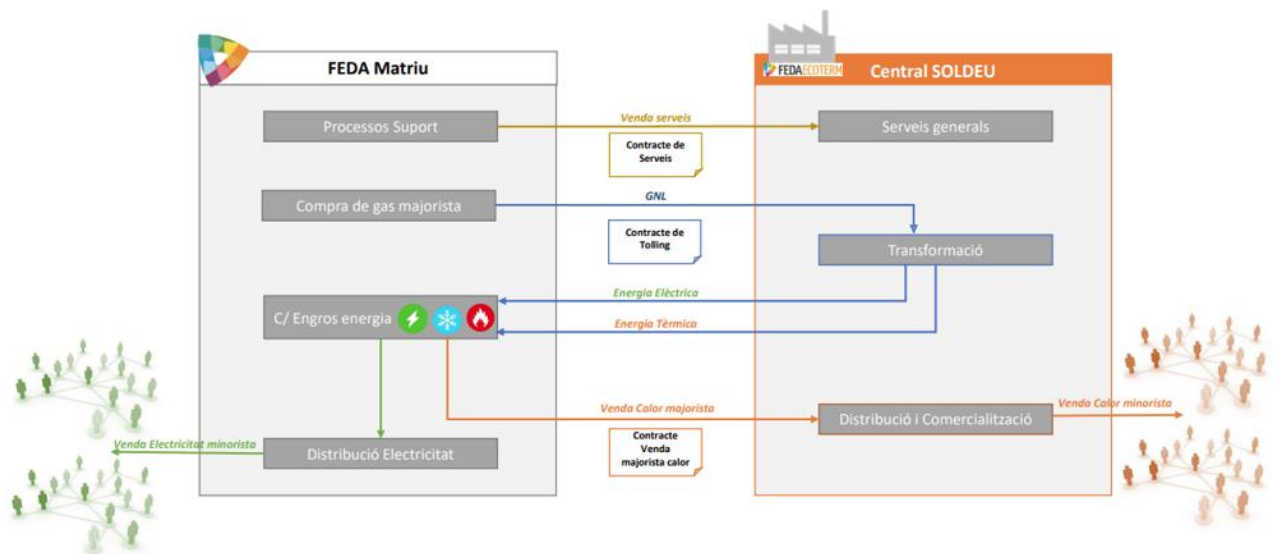 FEDA Matriu
FEDA ECOTERM
Central SOLDEU
Processos Suport
Venda serveis
Serveis generals
Contracte de
Serveis
Compra de gas majorista
GNL
Contracte de
Tolling
Transformació
Energia Elèctrica
C/ Engros energia
Energia Tèrmica
Venda Calor majorista
Distribució i Comercialització
Venda Calor minorista
Venda Electricitat minorista
Distribució Electricitat
Contracte
Venda
majorista calor